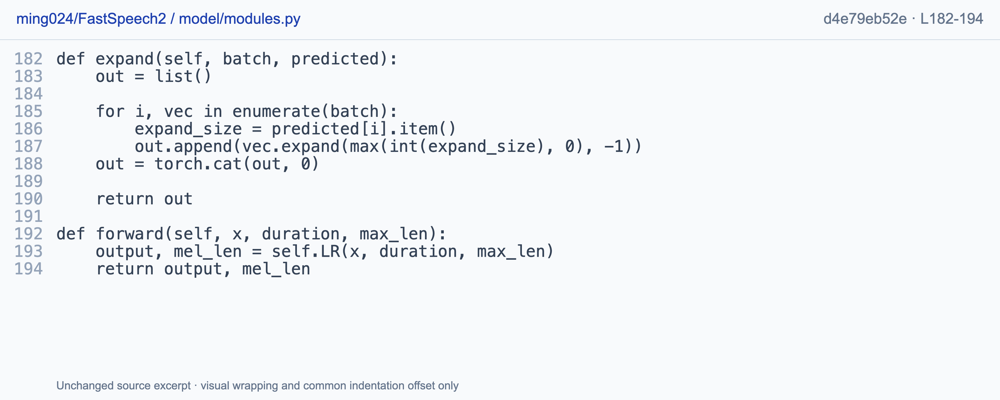 ming024/FastSpeech2 / model/modules.py
d4e79eb52e · L182-194
182 def expand(self, batch, predicted):
183     out = list()
184
185     for i, vec in enumerate(batch):
186         expand_size = predicted[i].item()
187         out.append(vec.expand(max(int(expand_size), 0), -1))
188     out = torch.cat(out, 0)
189
190     return out
191
192 def forward(self, x, duration, max_len):
193     output, mel_len = self.LR(x, duration, max_len)
194     return output, mel_len
Unchanged source excerpt · visual wrapping and common indentation offset only